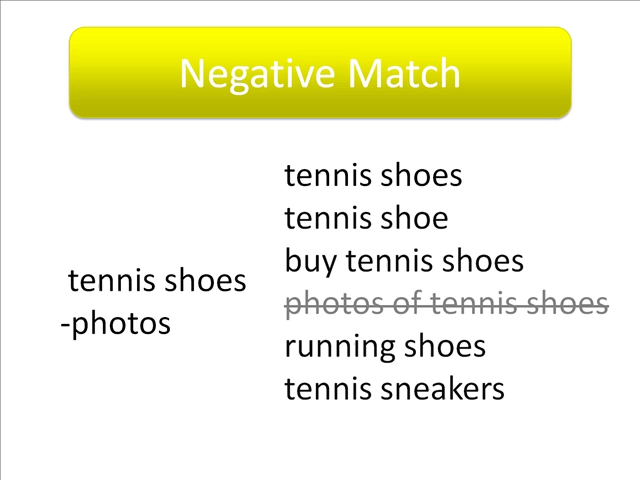 Negative Match
tennis shoes
-photos
tennis shoes
tennis shoe
buy tennis shoes
photos of tennis shoes
running shoes
tennis sneakers